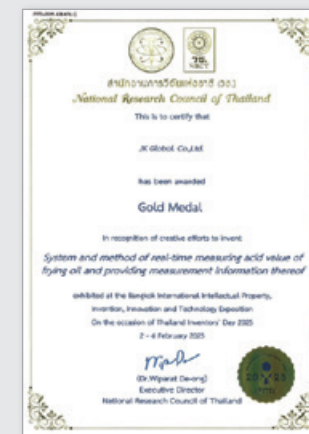 สำนักงานการวิจัยแห่งชาติ (วช.)
National Research Council of Thailand
This is to certify that
JK Global Co.,Ltd.
has been awarded
Gold Medal
In recognition of creative efforts to invent
System and method of real-time measuring acid value of
frying oil and providing measurement information thereof
exhibited at the Bangkok International Intellectual Property,
Invention, Innovation and Technology Exposition
On the occasion of Thailand Inventors' Day 2025
2 – 6 February 2025
Executive Director
National Research Council of Thailand